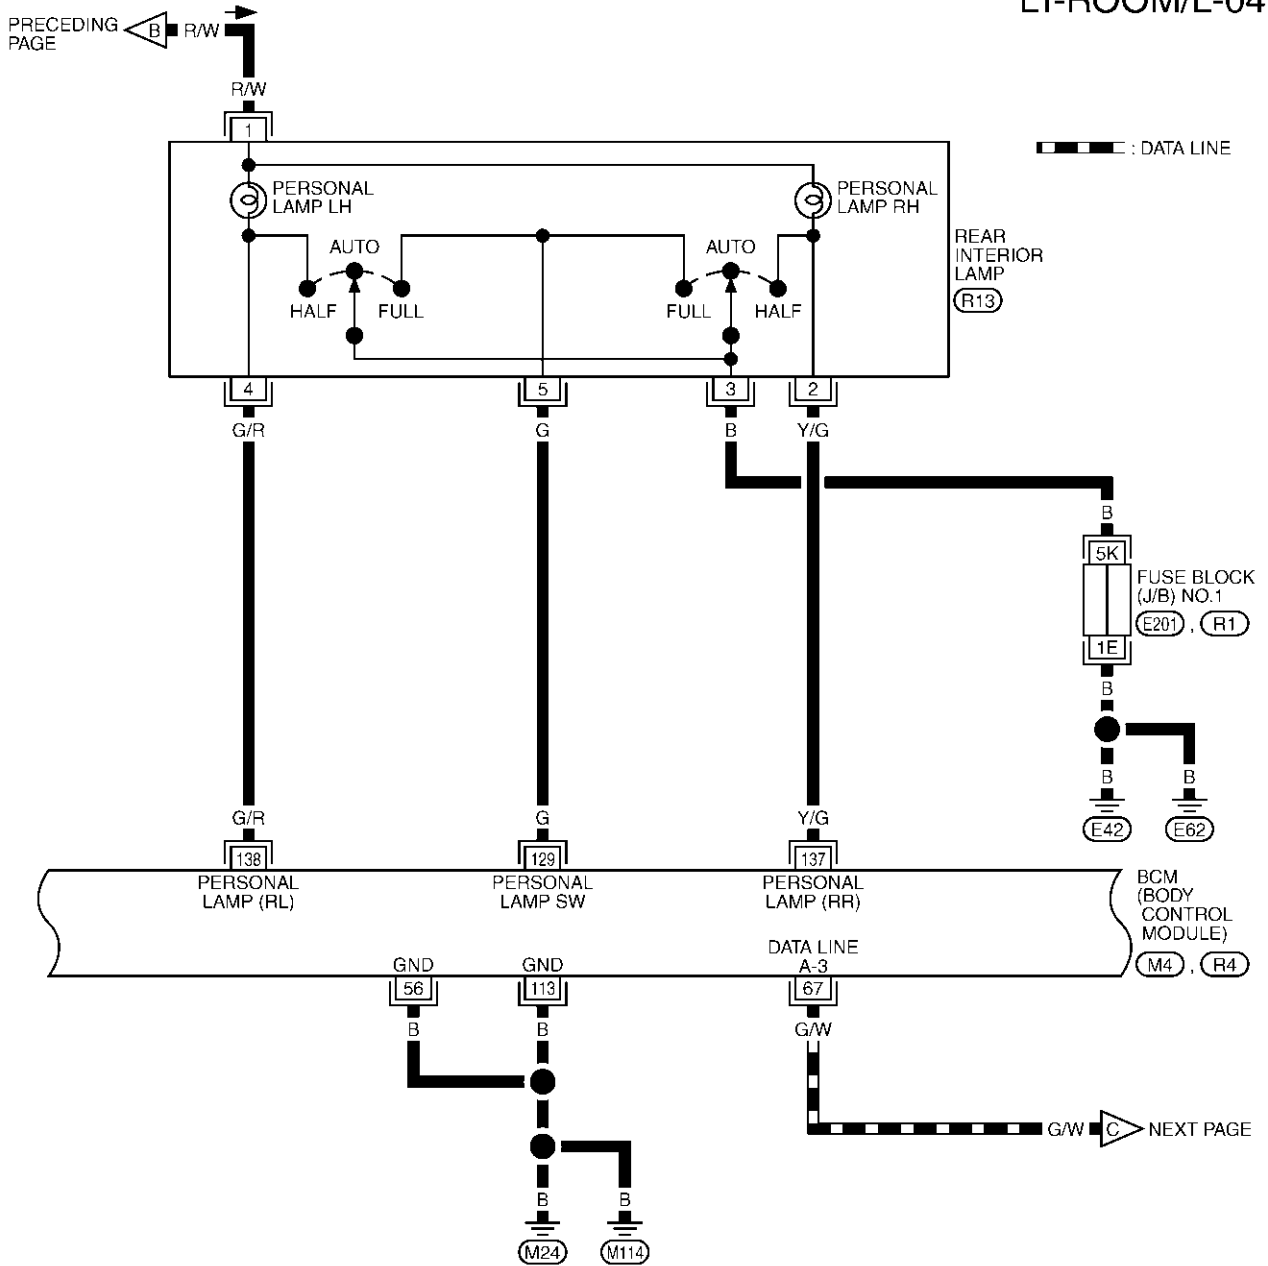 LT-ROOM/L-04
PRECEDING
PAGE
B
R/W
R/W
1
: DATA LINE
PERSONAL
LAMP LH
PERSONAL
LAMP RH
AUTO
HALF
FULL
AUTO
FULL
HALF
REAR
INTERIOR
LAMP
R13
4
5
3
2
G/R
G
B
Y/G
B
5K
FUSE BLOCK
(J/B) NO.1
E201 , R1
1E
B
B
B
E42
E62
G/R
G
Y/G
138
129
137
PERSONAL
LAMP (RL)
PERSONAL
LAMP SW
PERSONAL
LAMP (RR)
BCM
(BODY
CONTROL
MODULE)
M4 , R4
GND
GND
DATA LINE
A-3
56
113
67
B
B
G/W
G/W
C
NEXT PAGE
B
B
M24
M114